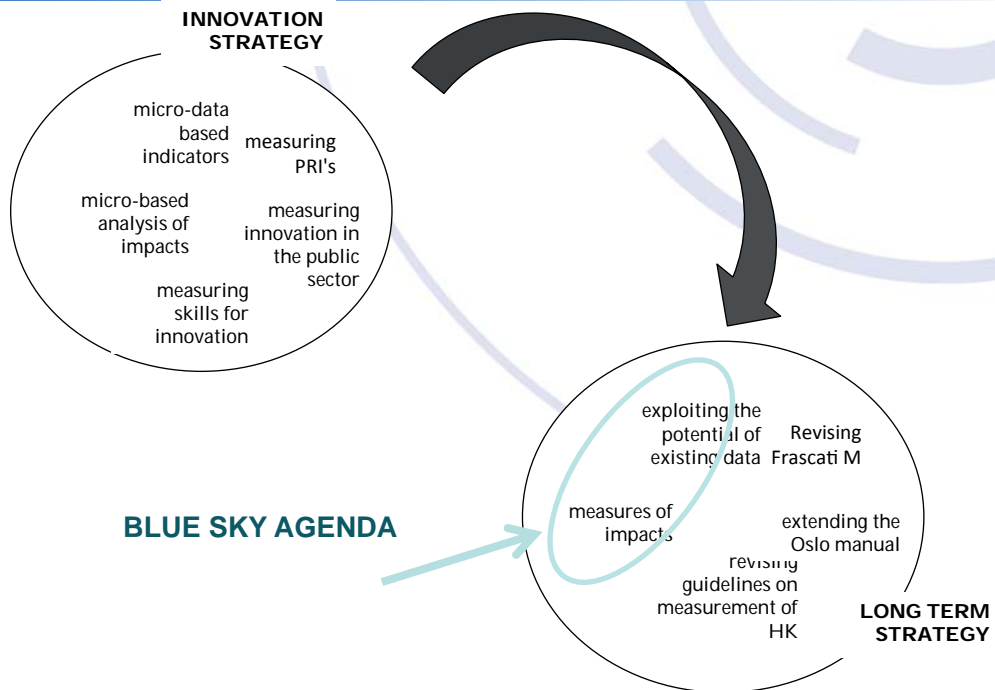 INNOVATION
STRATEGY
micro-data
based
indicators
measuring
PRI's
micro-based
analysis of
impacts
measuring
innovation in
the public
sector
measuring
skills for
innovation
exploiting the
potential of
existing data
Revising
Frascati M
BLUE SKY AGENDA
measures of
impacts
extending the
Oslo manual
revising
guidelines on
measurement of
HK
LONG TERM
STRATEGY